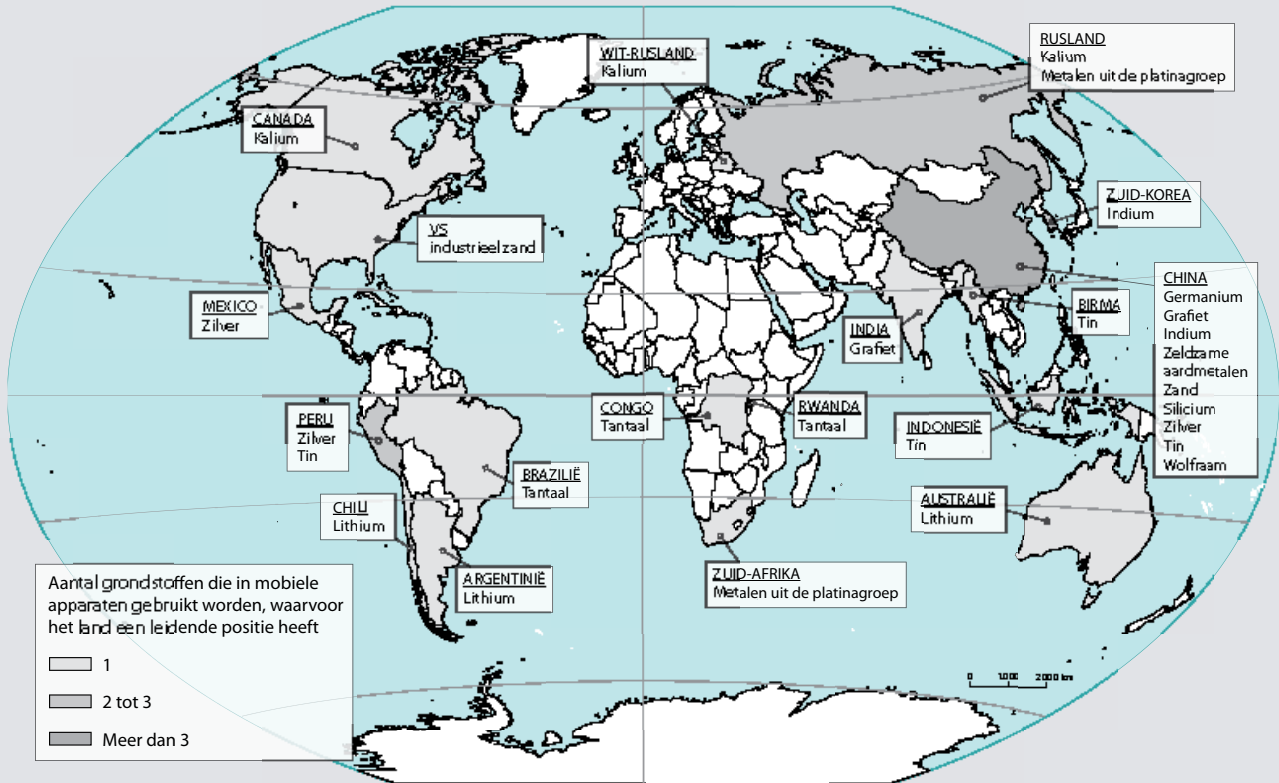 WIT-RUSLAND
Kalium
RUSLAND
Kalium
Metalen uit de platinagroep
CANADA
Kalium
ZUID-KOREA
Indium
VS
industrieel zand
CHINA
Germanium
Grafiet
Indium
Zeldzame
aardmetalen
Zand
Silicium
Zilver
Tin
Wolfraam
MEXICO
Zilver
BIRMA
Tin
INDIA
Grafiet
PERU
Zilver
Tin
CONGO
Tantaal
RWANDA
Tantaal
INDONESIË
Tin
BRAZILIË
Tantaal
CHILI
Lithium
AUSTRALIË
Lithium
ARGENTINIË
Lithium
ZUID-AFRIKA
Metalen uit de platinagroep
Aantal grondstoffen die in mobiele
apparaten gebruikt worden, waarvoor
het land een leidende positie heeft
1
2 tot 3
Meer dan 3
0 1.000 2.000 km